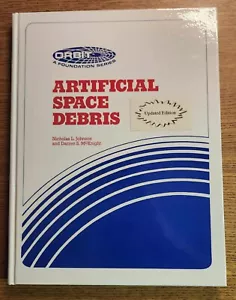 ORBIT
A FOUNDATION SERIES
ARTIFICIAL
SPACE
DEBRIS
Updated Edition
Nicholas L. Johnson
and Darren S. McKnight